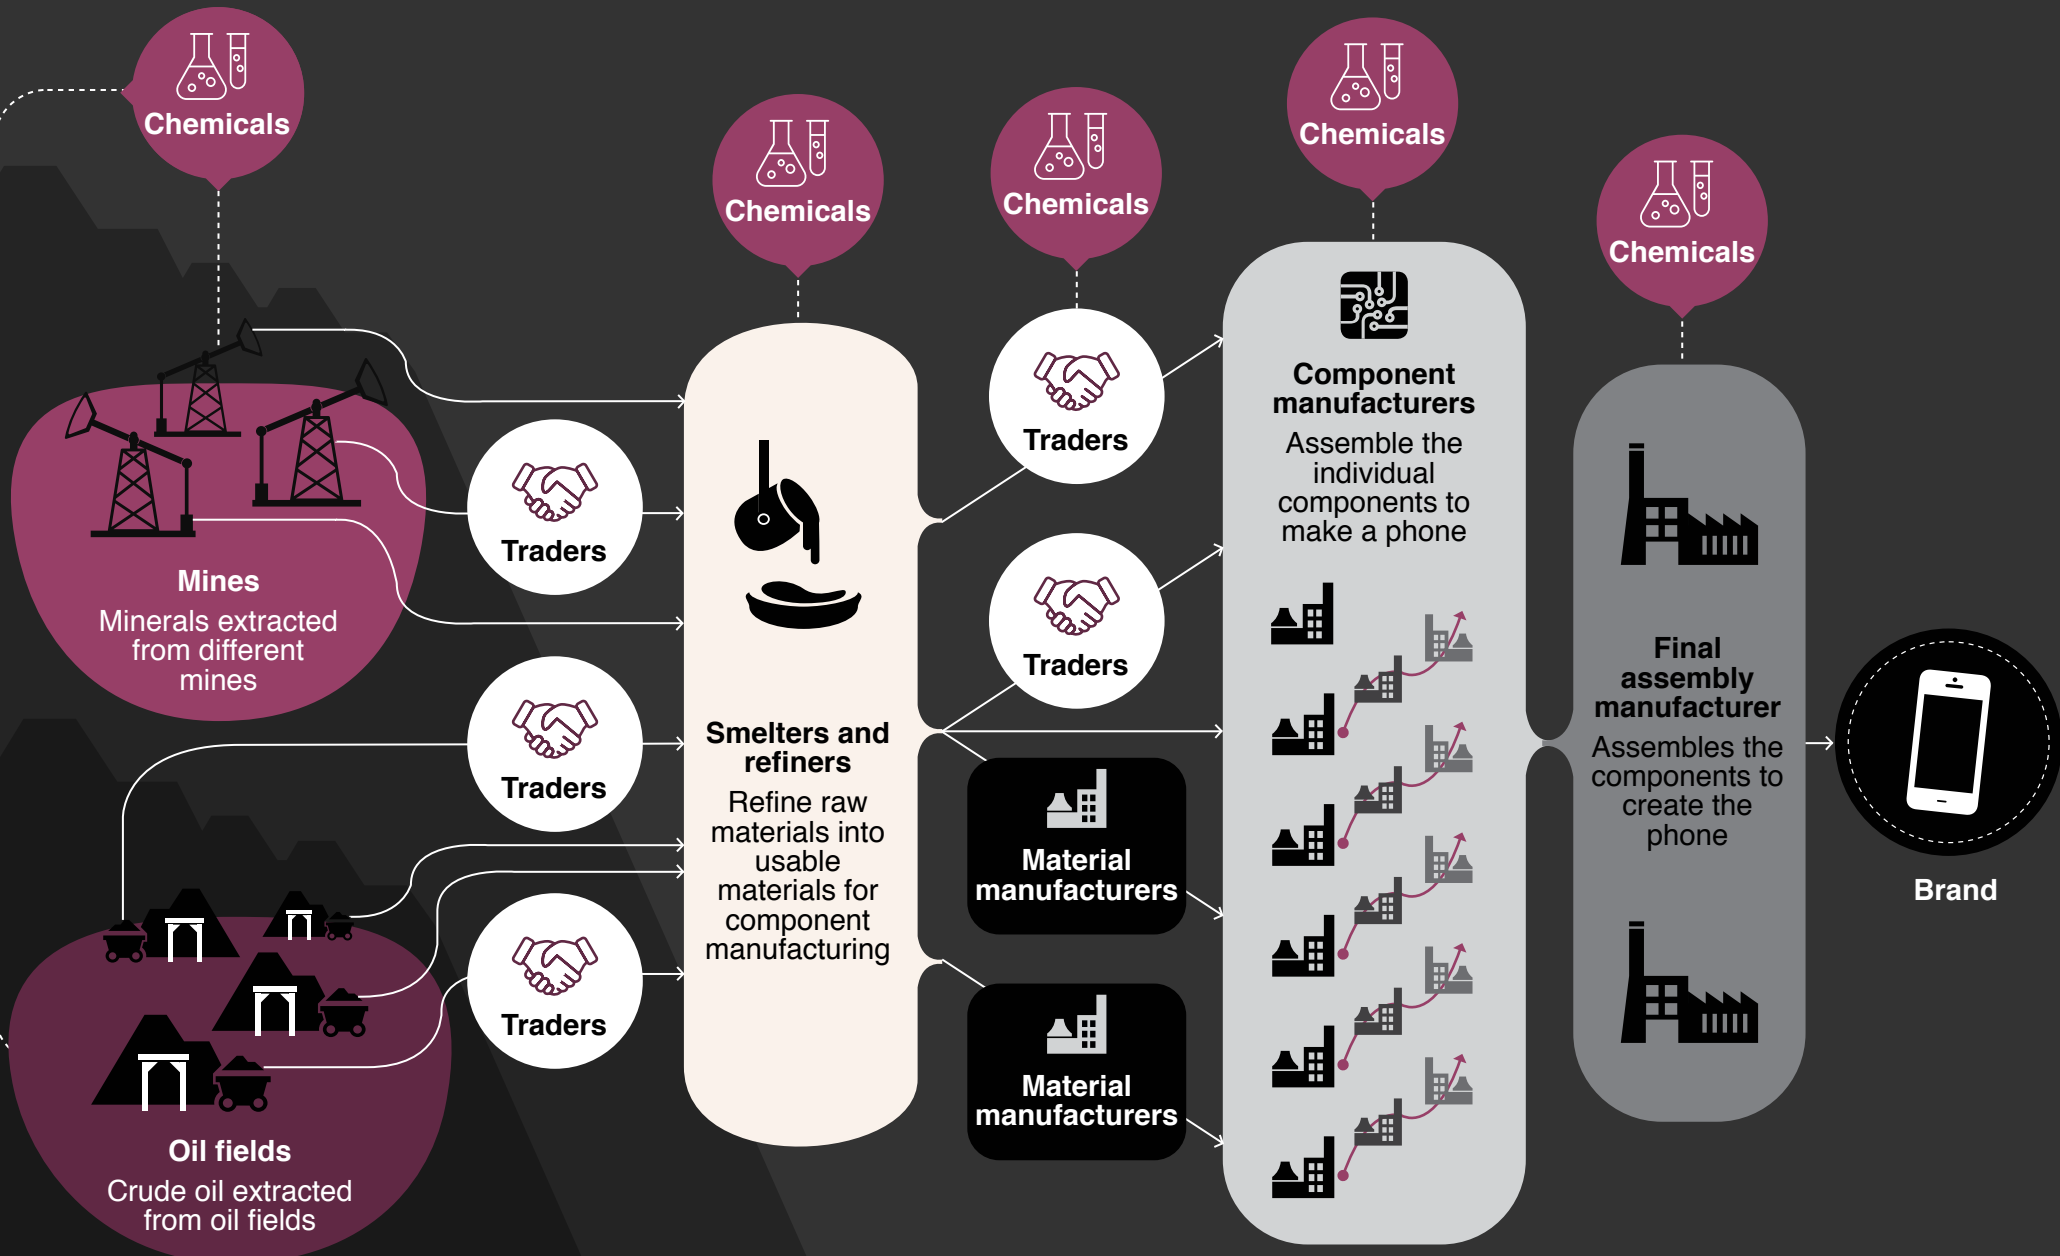 Chemicals
Chemicals
Chemicals
Chemicals
Chemicals
Mines
Minerals extracted
from different
mines
Oil fields
Crude oil extracted
from oil fields
Traders
Traders
Traders
Smelters and
refiners
Refine raw
materials into
usable
materials for
component
manufacturing
Traders
Traders
Material
manufacturers
Material
manufacturers
Component
manufacturers
Assemble the
individual
components to
make a phone
Final
assembly
manufacturer
Assembles the
components to
create the
phone
Brand